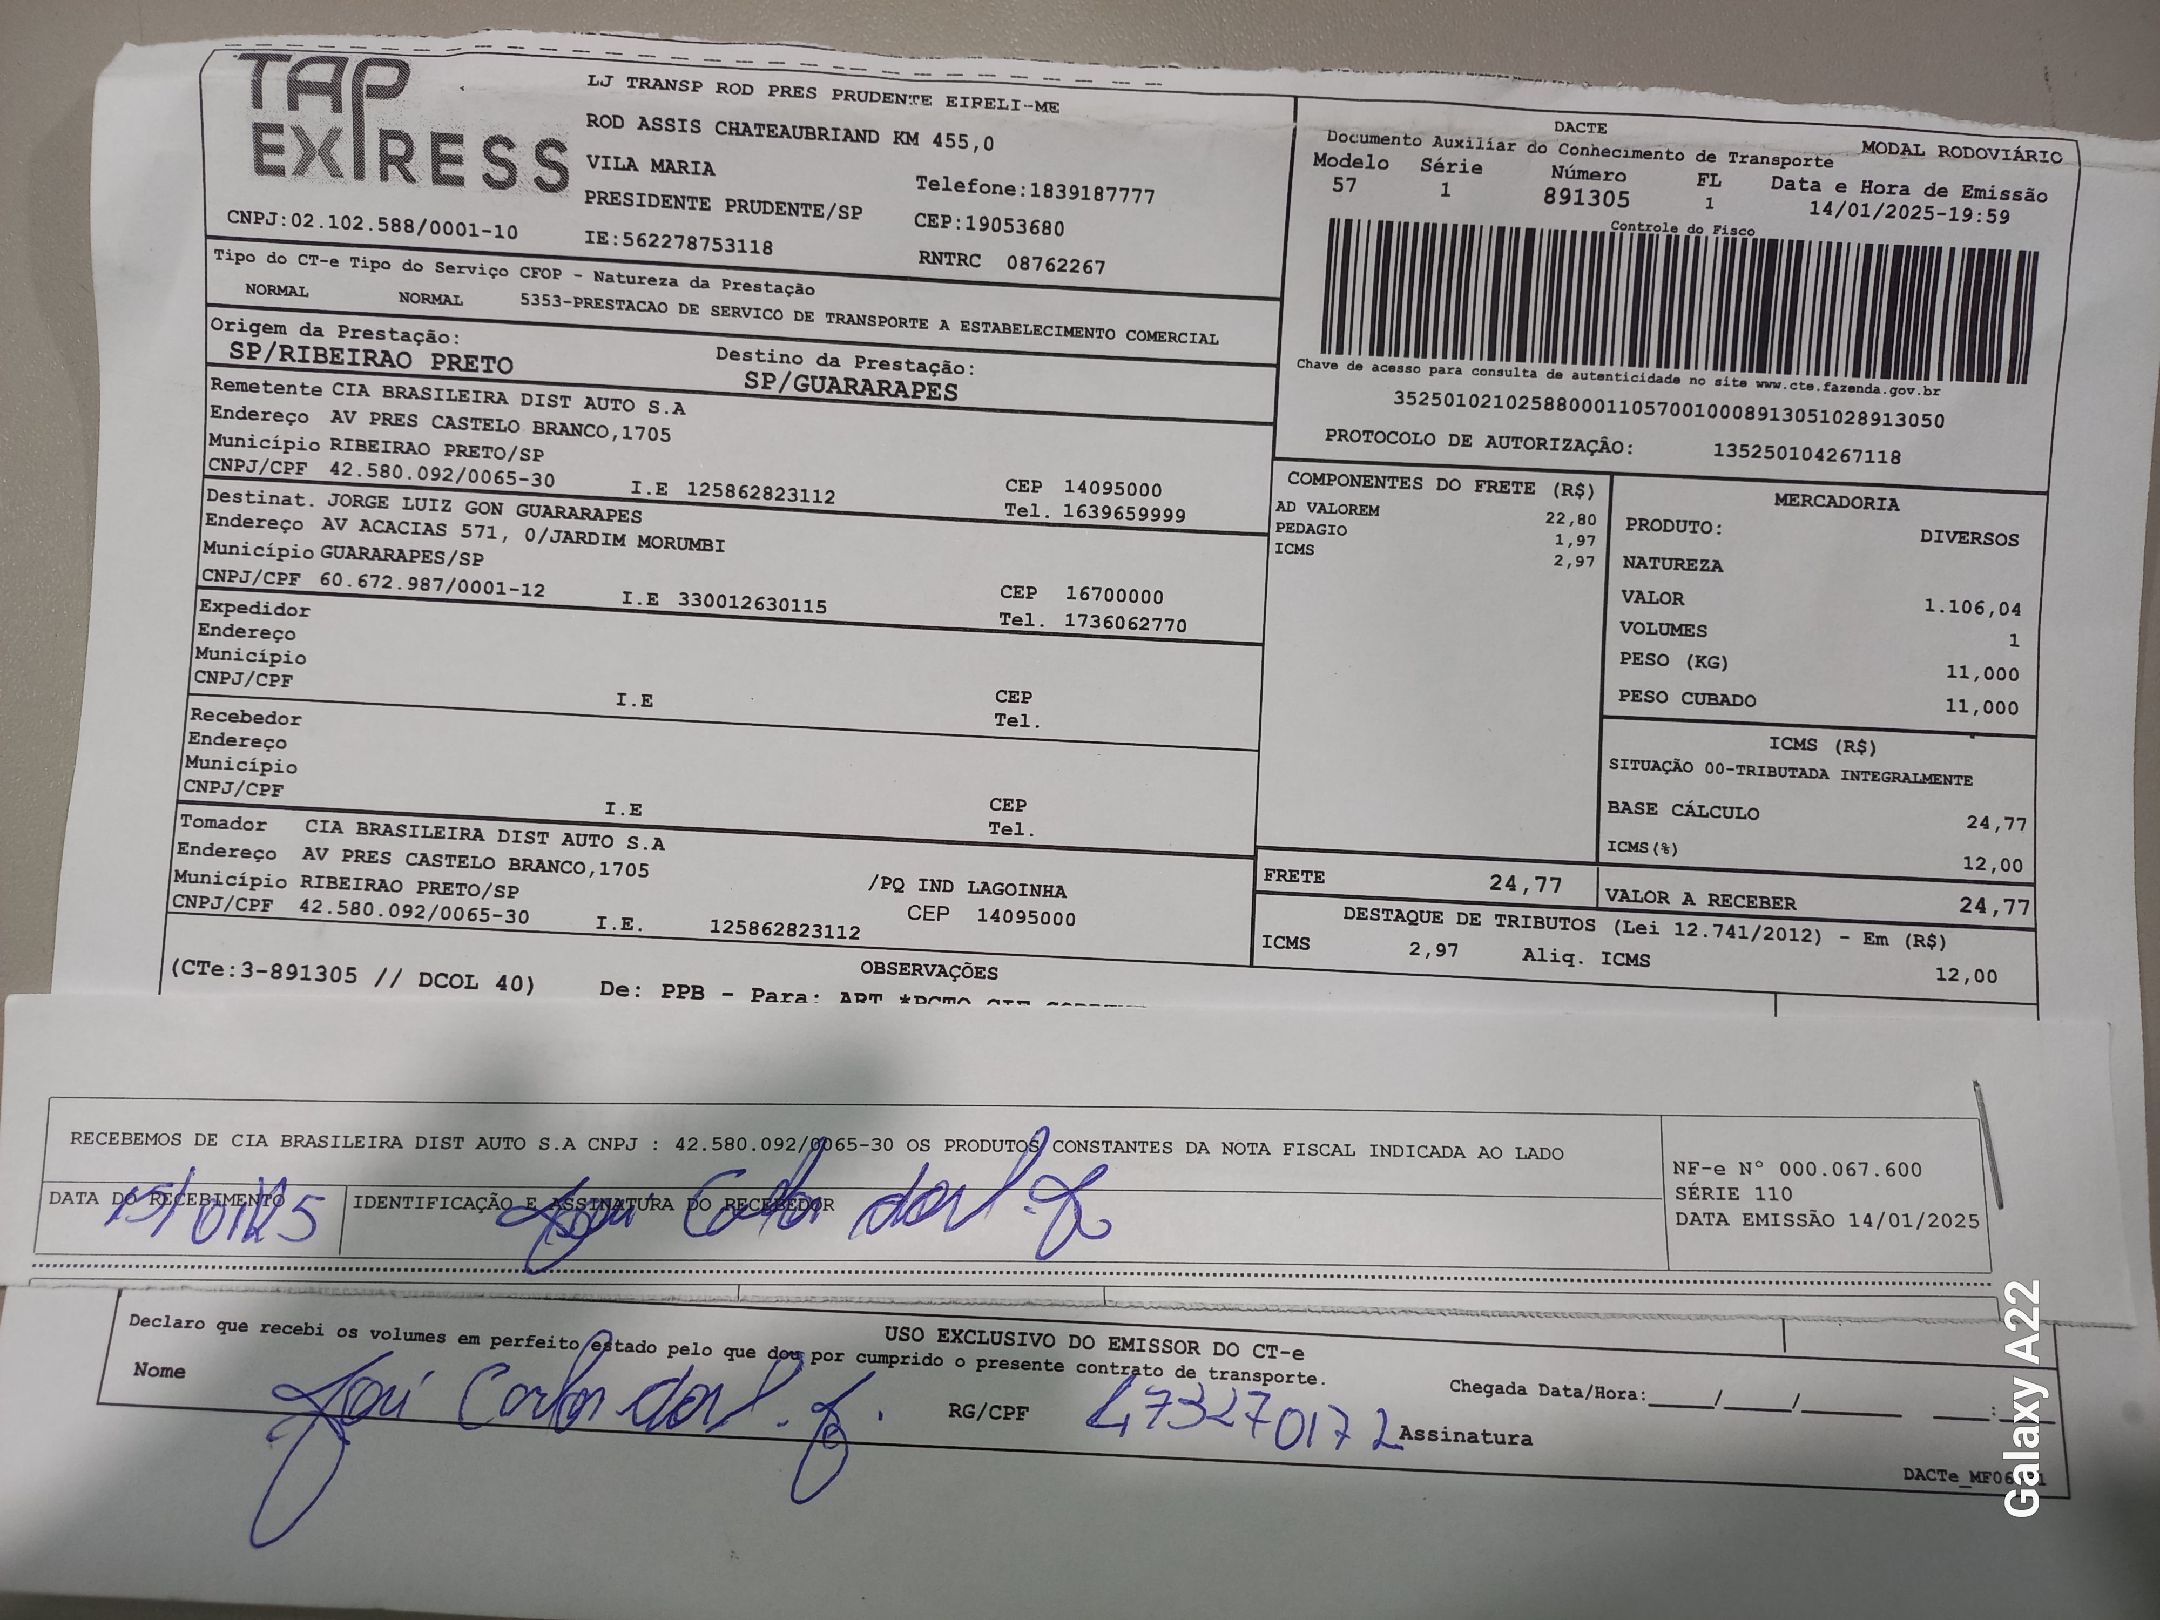 TAP EXPRESS
LJ TRANSP ROD PRES PRUDENTE EIRELI-ME
ROD ASSIS CHATEAUBRIAND KM 455,0
VILA MARIA
Telefone:1839187777
PRESIDENTE PRUDENTE/SP
CEP:19053680
CNPJ:02.102.588/0001-10
IE:562278753118
RNTRC 08762267
DACTE
Documento Auxiliar do Conhecimento de Transporte
MODAL RODOVIÁRIO
Modelo Série Número FL Data e Hora de Emissão
57 1 891305 1 14/01/2025-19:59
Controle do Fisco
Chave de acesso para consulta de autenticidade no site www.cte.fazenda.gov.br
35250102102588000110570010008913051028913050
PROTOCOLO DE AUTORIZAÇÃO: 135250104267118
Tipo do CT-e Tipo do Serviço CFOP - Natureza da Prestação
NORMAL NORMAL 5353-PRESTACAO DE SERVICO DE TRANSPORTE A ESTABELECIMENTO COMERCIAL
Origem da Prestação: Destino da Prestação:
SP/RIBEIRAO PRETO SP/GUARARAPES
Remetente CIA BRASILEIRA DIST AUTO S.A
Endereço AV PRES CASTELO BRANCO,1705
Município RIBEIRAO PRETO/SP CEP 14095000
CNPJ/CPF 42.580.092/0065-30 I.E 125862823112 Tel. 1639659999
Destinat. JORGE LUIZ GON GUARARAPES
Endereço AV ACACIAS 571, 0/JARDIM MORUMBI
Município GUARARAPES/SP CEP 16700000
CNPJ/CPF 60.672.987/0001-12 I.E 330012630115 Tel. 1736062770
Expedidor
Endereço
Município CEP
CNPJ/CPF I.E Tel.
Recebedor
Endereço
Município CEP
CNPJ/CPF I.E Tel.
Tomador CIA BRASILEIRA DIST AUTO S.A
Endereço AV PRES CASTELO BRANCO,1705 /PQ IND LAGOINHA
Município RIBEIRAO PRETO/SP CEP 14095000
CNPJ/CPF 42.580.092/0065-30 I.E. 125862823112
COMPONENTES DO FRETE (R$)
AD VALOREM 22,80
PEDAGIO 1,97
ICMS 2,97
MERCADORIA
PRODUTO: DIVERSOS
NATUREZA
VALOR 1.106,04
VOLUMES 1
PESO (KG) 11,000
PESO CUBADO 11,000
ICMS (R$)
SITUAÇÃO 00-TRIBUTADA INTEGRALMENTE
BASE CÁLCULO 24,77
ICMS(%) 12,00
FRETE 24,77 VALOR A RECEBER 24,77
DESTAQUE DE TRIBUTOS (Lei 12.741/2012) - Em (R$)
ICMS 2,97 Aliq. ICMS 12,00
OBSERVAÇÕES
(CTe:3-891305 // DCOL 40) De: PPB - Para: ART
RECEBEMOS DE CIA BRASILEIRA DIST AUTO S.A CNPJ : 42.580.092/0065-30 OS PRODUTOS CONSTANTES DA NOTA FISCAL INDICADA AO LADO
DATA DO RECEBIMENTO IDENTIFICAÇÃO E ASSINATURA DO RECEBEDOR
15/01/25
NF-e Nº 000.067.600
SÉRIE 110
DATA EMISSÃO 14/01/2025
USO EXCLUSIVO DO EMISSOR DO CT-e
Declaro que recebi os volumes em perfeito estado pelo que dou por cumprido o presente contrato de transporte.
Nome RG/CPF 473270172 Assinatura
Chegada Data/Hora:____/____/______ ___:___
Galaxy A22